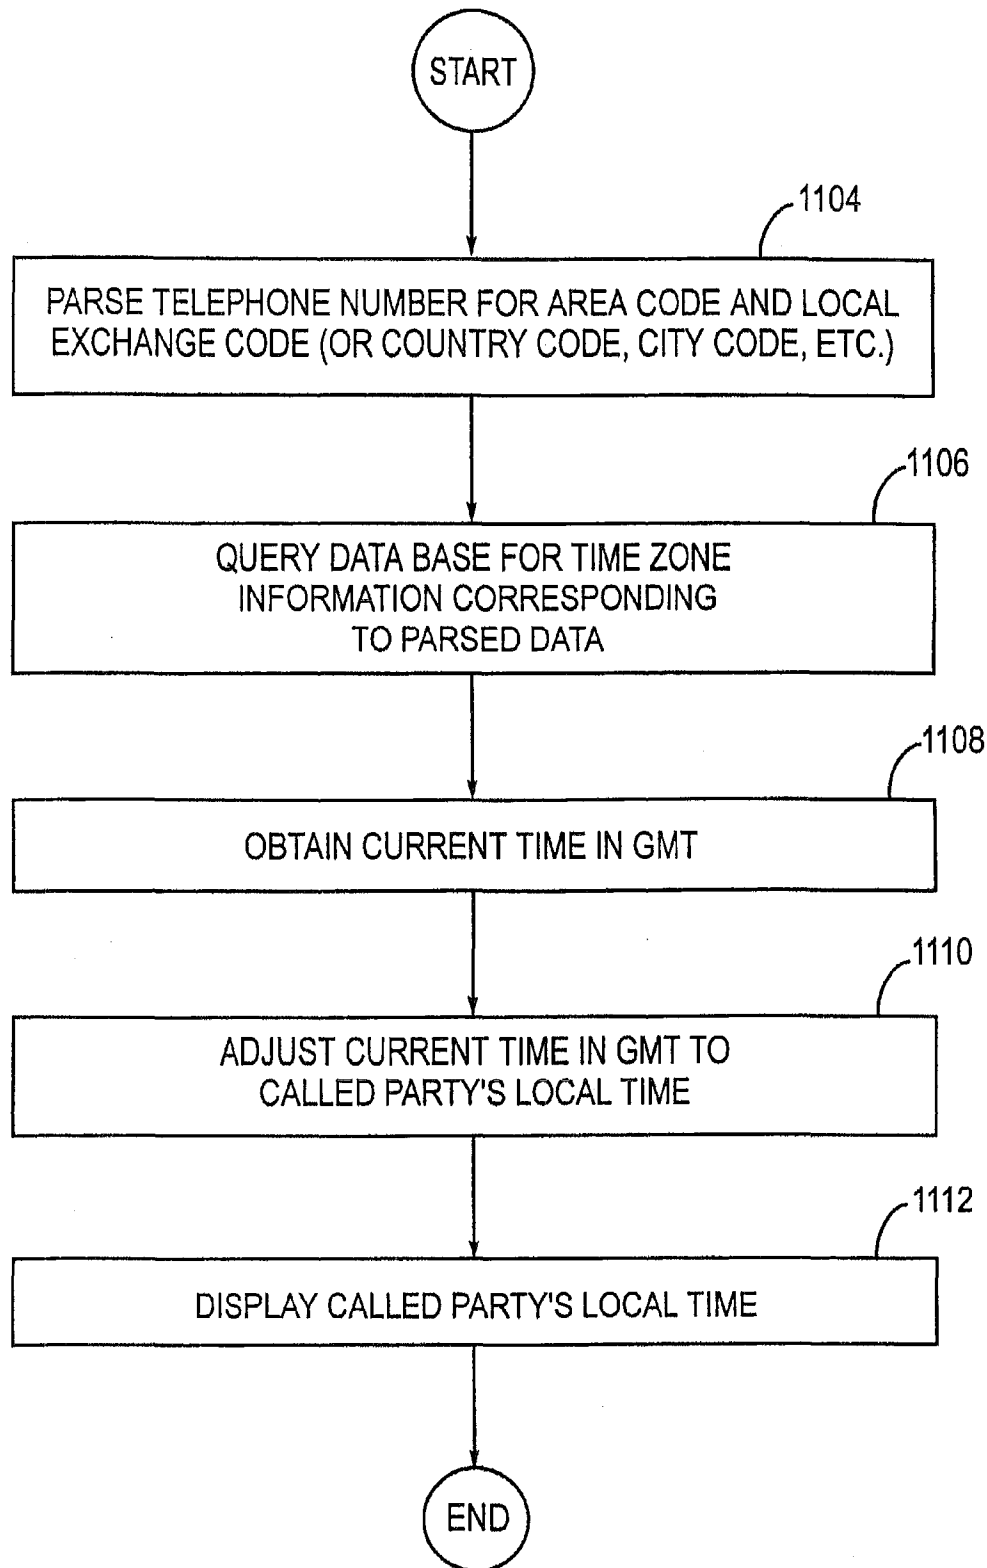 START
1104
PARSE TELEPHONE NUMBER FOR AREA CODE AND LOCAL
EXCHANGE CODE (OR COUNTRY CODE, CITY CODE, ETC.)
1106
QUERY DATA BASE FOR TIME ZONE
INFORMATION CORRESPONDING
TO PARSED DATA
1108
OBTAIN CURRENT TIME IN GMT
1110
ADJUST CURRENT TIME IN GMT TO
CALLED PARTY'S LOCAL TIME
1112
DISPLAY CALLED PARTY'S LOCAL TIME
END